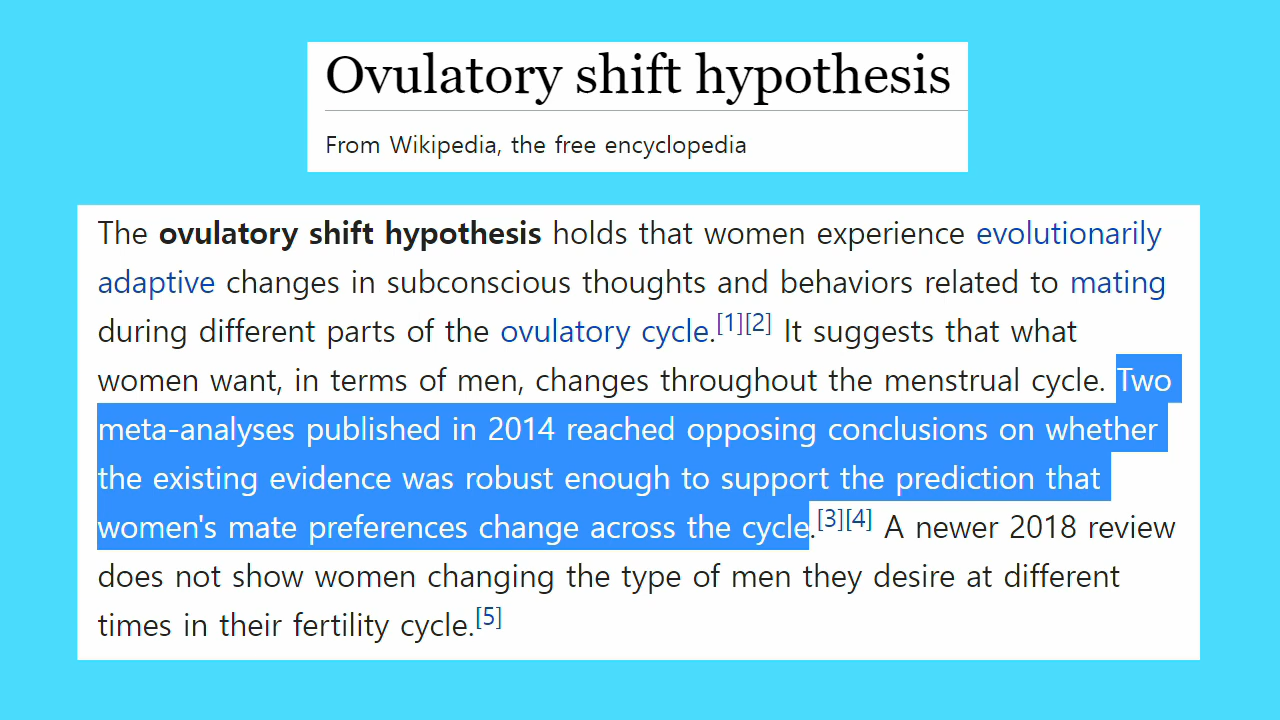 Ovulatory shift hypothesis
From Wikipedia, the free encyclopedia
The ovulatory shift hypothesis holds that women experience evolutionarily
adaptive changes in subconscious thoughts and behaviors related to mating
during different parts of the ovulatory cycle.[1][2] It suggests that what
women want, in terms of men, changes throughout the menstrual cycle. Two
meta-analyses published in 2014 reached opposing conclusions on whether
the existing evidence was robust enough to support the prediction that
women's mate preferences change across the cycle.[3][4] A newer 2018 review
does not show women changing the type of men they desire at different
times in their fertility cycle.[5]